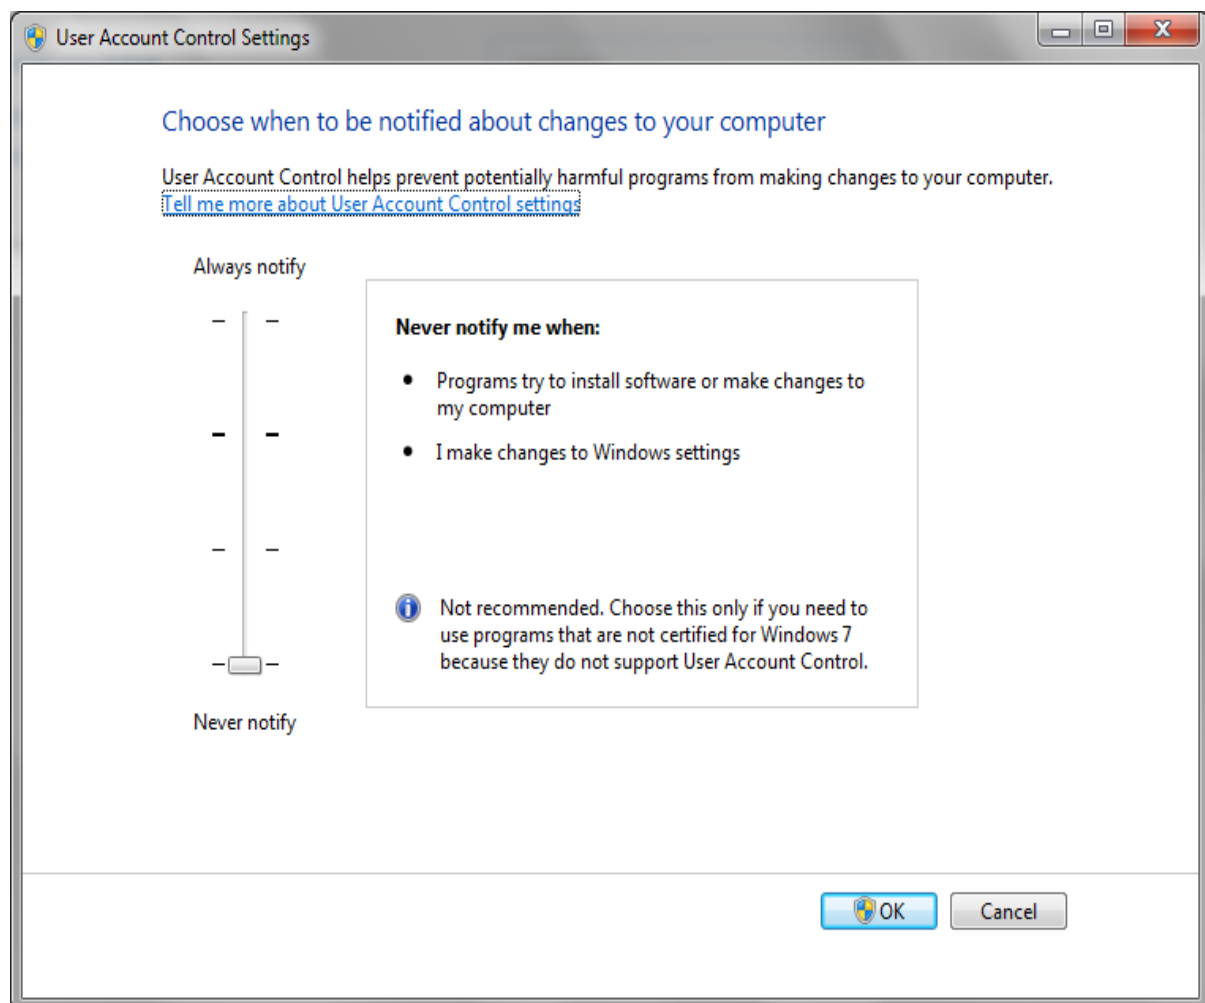 User Account Control Settings
Choose when to be notified about changes to your computer
User Account Control helps prevent potentially harmful programs from making changes to your computer.
Tell me more about User Account Control settings
Always notify
Never notify me when:
• Programs try to install software or make changes to
my computer
• I make changes to Windows settings
Not recommended. Choose this only if you need to
use programs that are not certified for Windows 7
because they do not support User Account Control.
Never notify
OK
Cancel